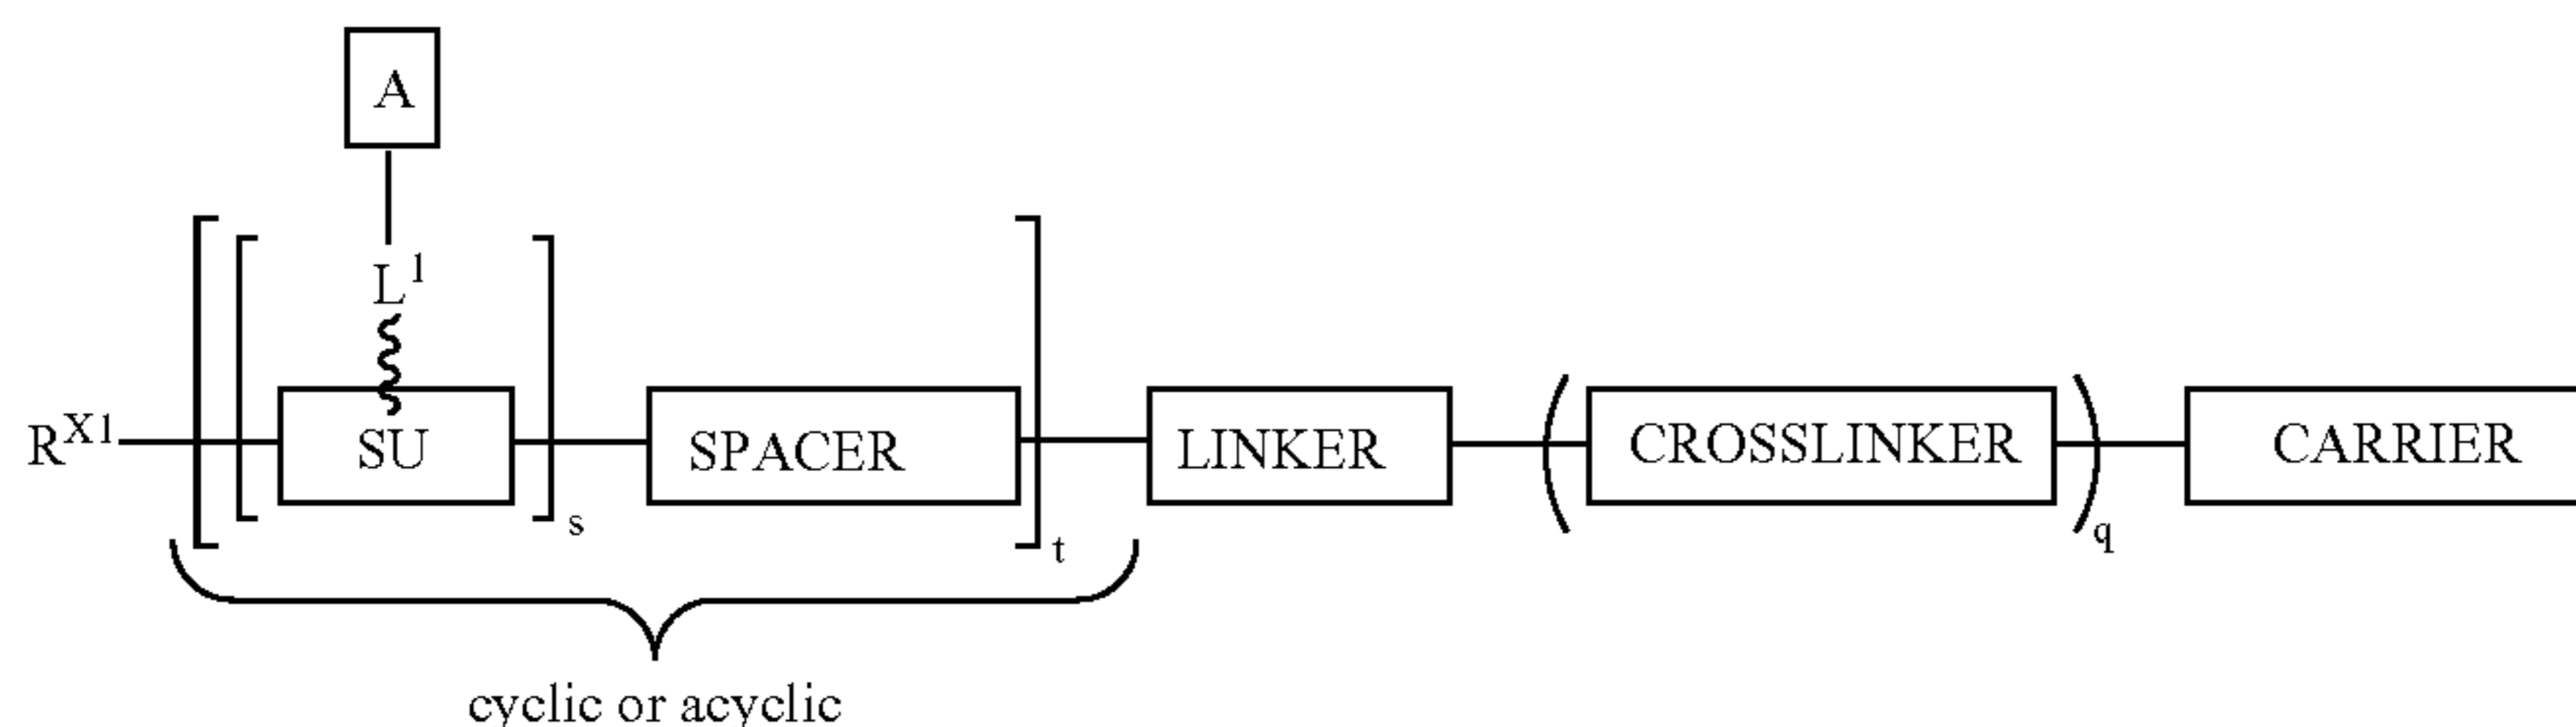 A
L¹
Rˣ¹ SU s SPACER t LINKER CROSSLINKER q CARRIER
cyclic or acyclic